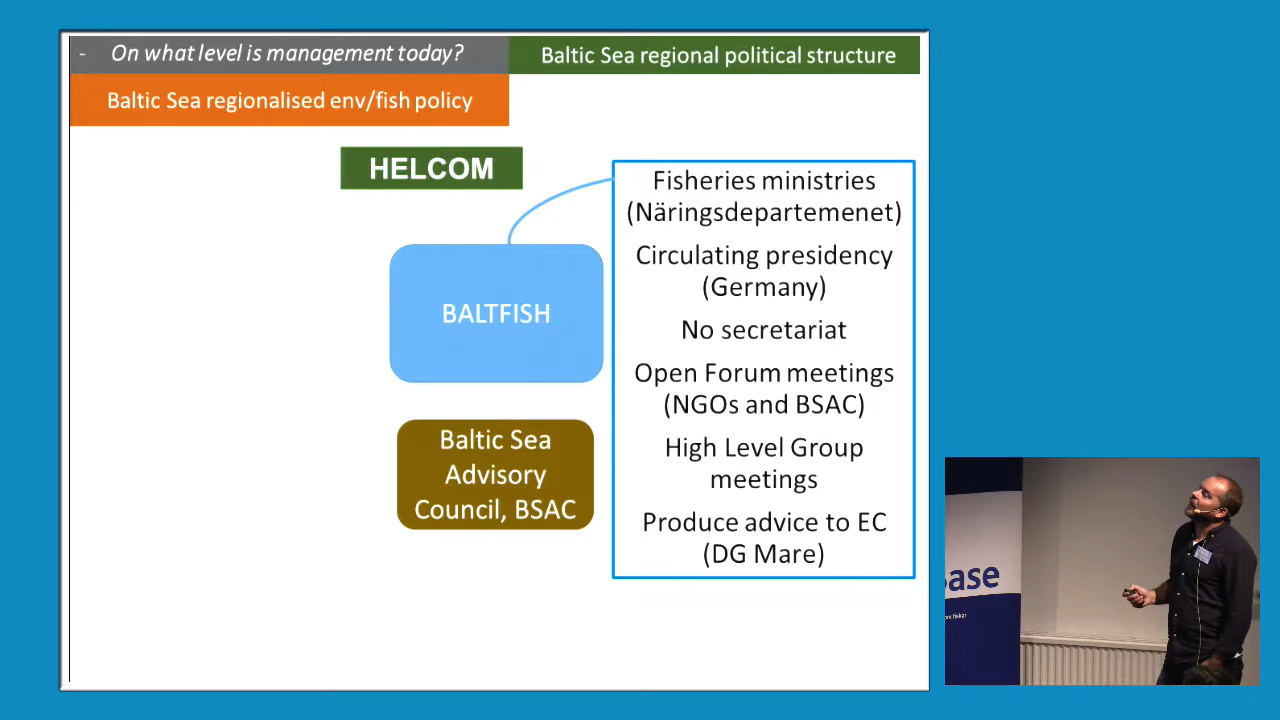 - On what level is management today?
Baltic Sea regional political structure
Baltic Sea regionalised env/fish policy
HELCOM
BALTFISH
Baltic Sea
Advisory
Council, BSAC
Fisheries ministries
(Näringsdepartemenet)
Circulating presidency
(Germany)
No secretariat
Open Forum meetings
(NGOs and BSAC)
High Level Group
meetings
Produce advice to EC
(DG Mare)